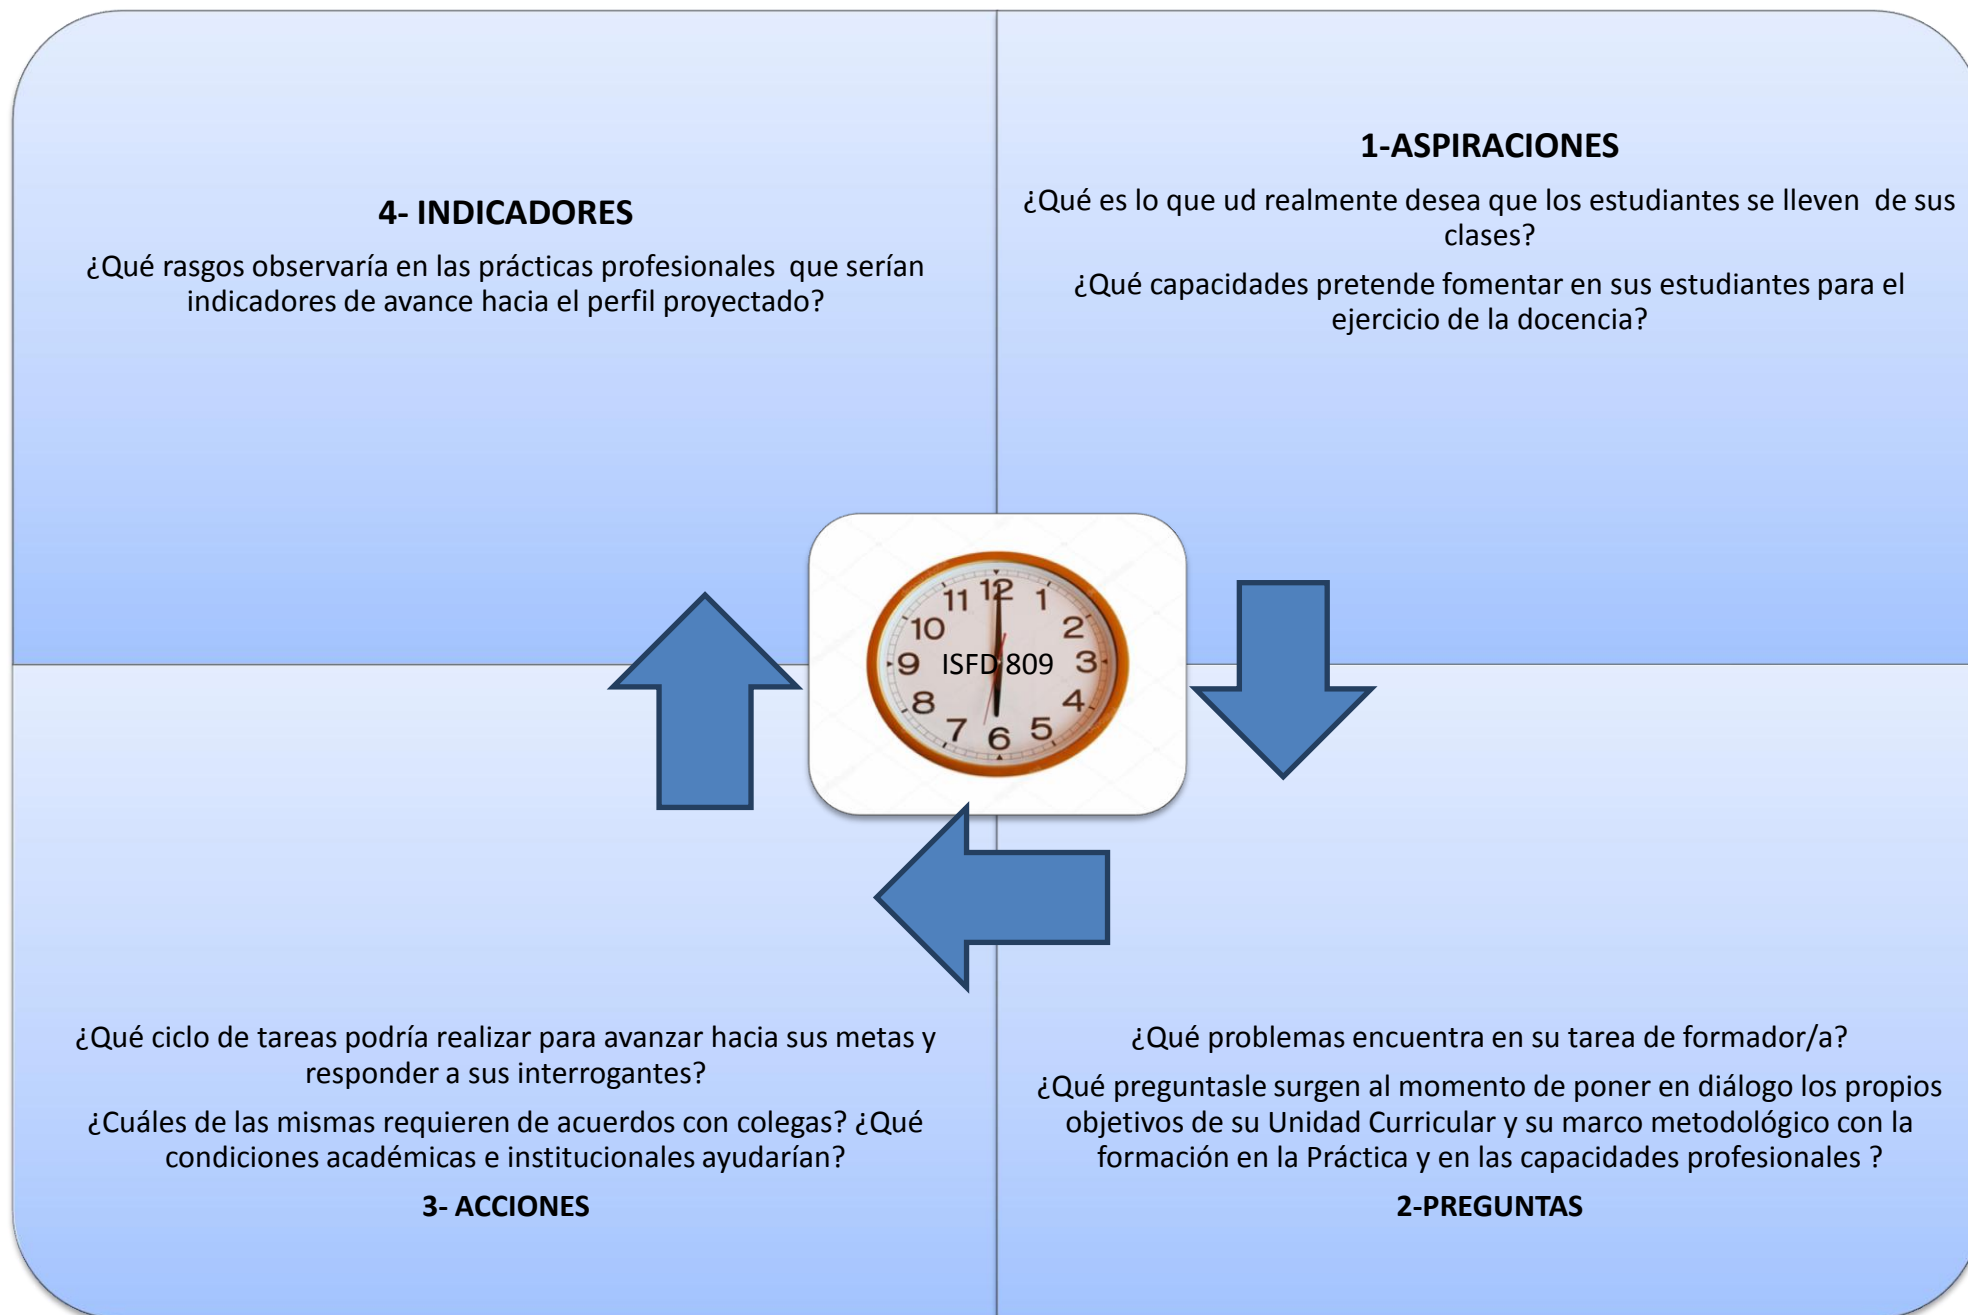 4- INDICADORES
¿Qué rasgos observaría en las prácticas profesionales que serían
indicadores de avance hacia el perfil proyectado?
1-ASPIRACIONES
¿Qué es lo que ud realmente desea que los estudiantes se lleven de sus
clases?
¿Qué capacidades pretende fomentar en sus estudiantes para el
ejercicio de la docencia?
12
11
1
10
2
9
ISFD 809
3
8
4
7
5
6
¿Qué ciclo de tareas podría realizar para avanzar hacia sus metas y
responder a sus interrogantes?
¿Cuáles de las mismas requieren de acuerdos con colegas? ¿Qué
condiciones académicas e institucionales ayudarían?
3- ACCIONES
¿Qué problemas encuentra en su tarea de formador/a?
¿Qué preguntasle surgen al momento de poner en diálogo los propios
objetivos de su Unidad Curricular y su marco metodológico con la
formación en la Práctica y en las capacidades profesionales ?
2-PREGUNTAS